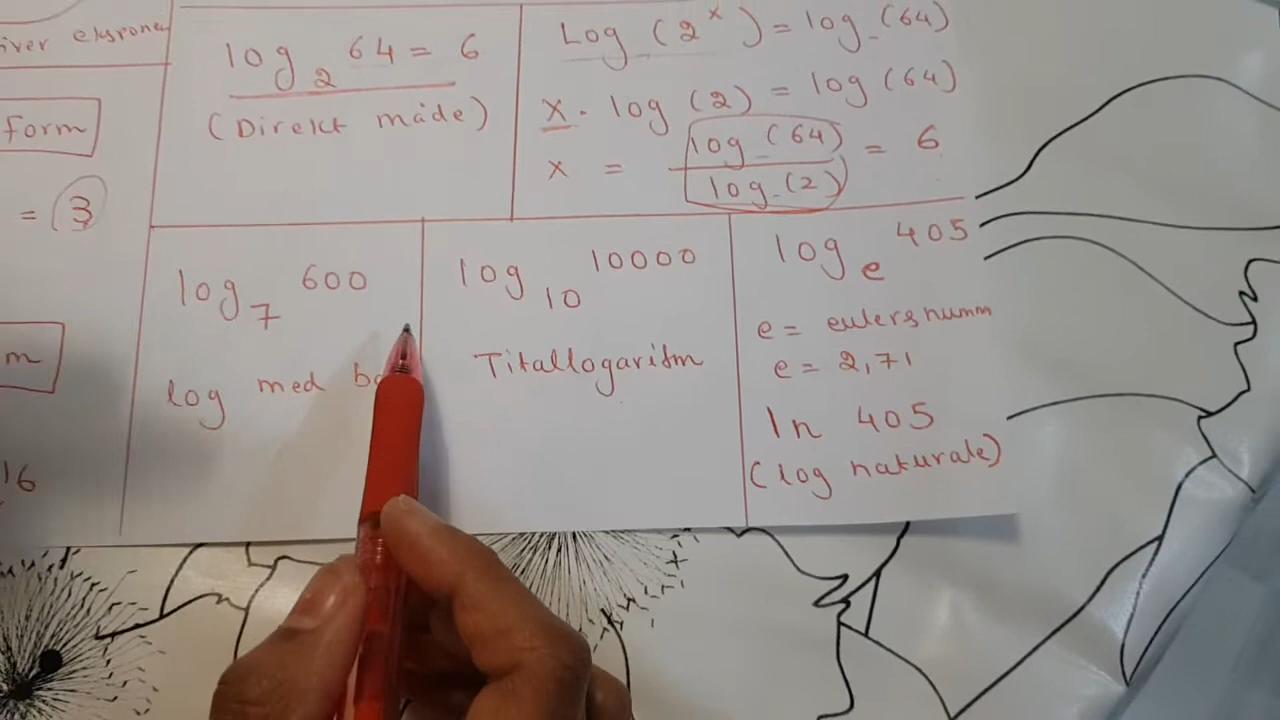 iver
form
= 3
m
16
log₂ 64 = 6
(Direkt måde)
Log (2ˣ) = log (64)
x · log (2) = log (64)
x = log (64) / log (2) = 6
log₇ 600
log med
log₁₀ 10000
Titallogaritm
logₑ 405
e = eulers numm
e = 2,71
ln 405
(log naturale)